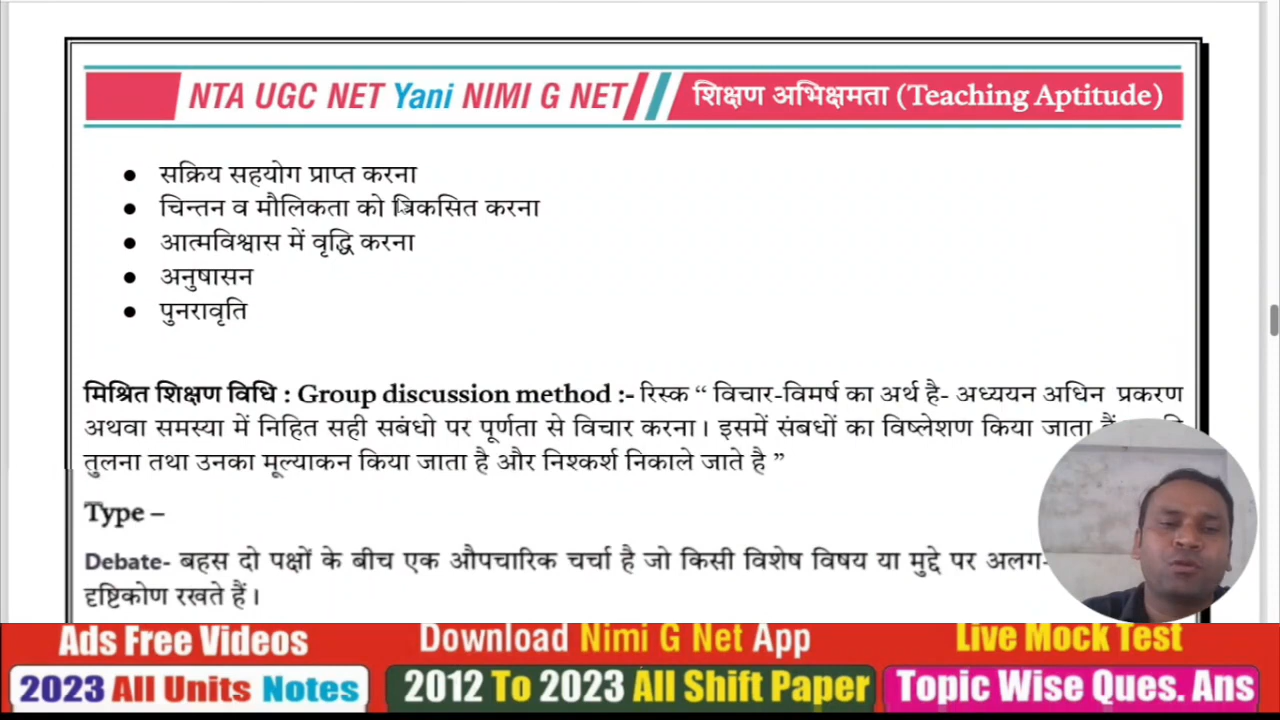 NTA UGC NET Yani NIMI G NET शिक्षण अभिक्षमता (Teaching Aptitude)
● सक्रिय सहयोग प्राप्त करना
● चिन्तन व मौलिकता को विकसित करना
● आत्मविश्वास में वृद्धि करना
● अनुषासन
● पुनरावृति
मिश्रित शिक्षण विधि : Group discussion method :- रिस्क “ विचार-विमर्ष का अर्थ है- अध्ययन अधिन प्रकरण
अथवा समस्या में निहित सही सबंधो पर पूर्णता से विचार करना। इसमें संबधों का विष्लेशण किया जाता
तुलना तथा उनका मूल्याकन किया जाता है और निश्कर्श निकाले जाते है ”
Type –
Debate- बहस दो पक्षों के बीच एक औपचारिक चर्चा है जो किसी विशेष विषय या मुद्दे पर अलग-
दृष्टिकोण रखते हैं।
Ads Free Videos Download Nimi G Net App Live Mock Test
2023 All Units Notes 2012 To 2023 All Shift Paper Topic Wise Ques. Ans